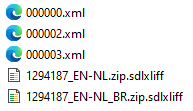 000000.xml
000002.xml
000003.xml
1294187_EN-NL.zip.sdlxliff
1294187_EN-NL_BR.zip.sdlxliff